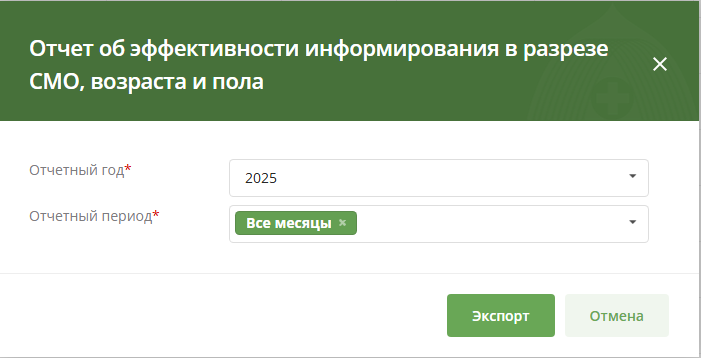 Отчет об эффективности информирования в разрезе
СМО, возраста и пола
Отчетный год*
2025
Отчетный период*
Все месяцы ×
Экспорт
Отмена